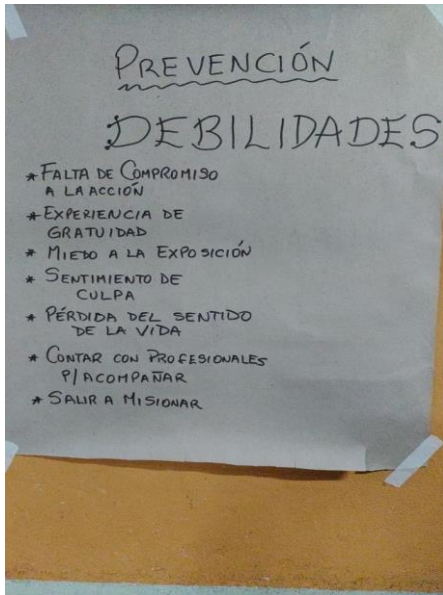 PREVENCIÓN
DEBILIDADES
* FALTA DE COMPROMISO
A LA ACCIÓN
* EXPERIENCIA DE
GRATUIDAD
* MIEDO A LA EXPOSICIÓN
* SENTIMIENTO DE
CULPA
* PÉRDIDA DEL SENTIDO
DE LA VIDA
* CONTAR CON PROFESIONALES
P/ ACOMPAÑAR
* SALIR A MISIONAR